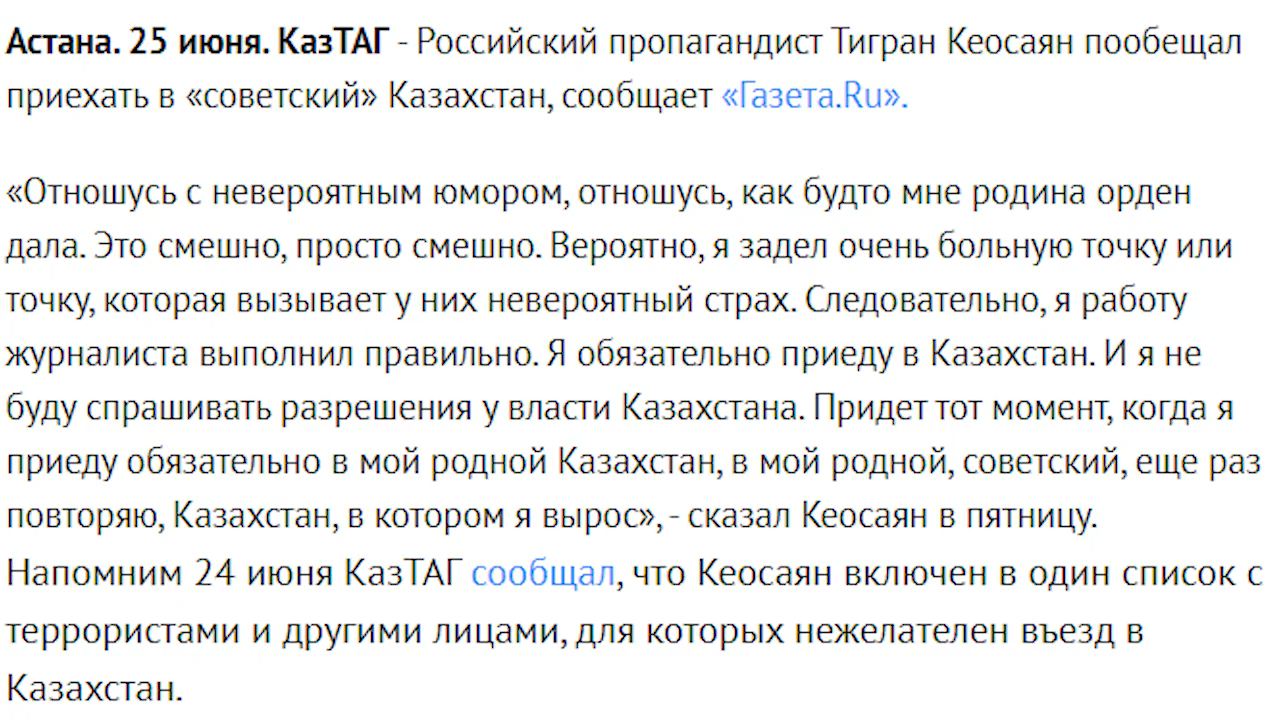 Астана. 25 июня. КазТАГ - Российский пропагандист Тигран Кеосаян пообещал
приехать в «советский» Казахстан, сообщает «Газета.Ru».
«Отношусь с невероятным юмором, отношусь, как будто мне родина орден
дала. Это смешно, просто смешно. Вероятно, я задел очень больную точку или
точку, которая вызывает у них невероятный страх. Следовательно, я работу
журналиста выполнил правильно. Я обязательно приеду в Казахстан. И я не
буду спрашивать разрешения у власти Казахстана. Придет тот момент, когда я
приеду обязательно в мой родной Казахстан, в мой родной, советский, еще раз
повторяю, Казахстан, в котором я вырос», - сказал Кеосаян в пятницу.
Напомним 24 июня КазТАГ сообщал, что Кеосаян включен в один список с
террористами и другими лицами, для которых нежелателен въезд в
Казахстан.